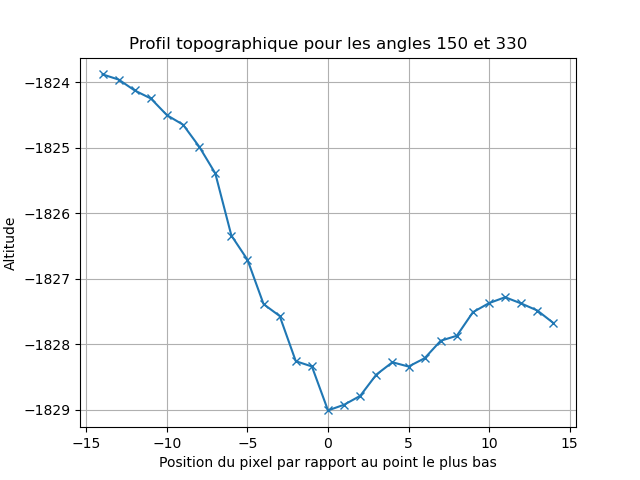 Profil topographique pour les angles 150 et 330
−1824
−1825
−1826
−1827
−1828
−1829
Altitude
−15 −10 −5 0 5 10 15
Position du pixel par rapport au point le plus bas